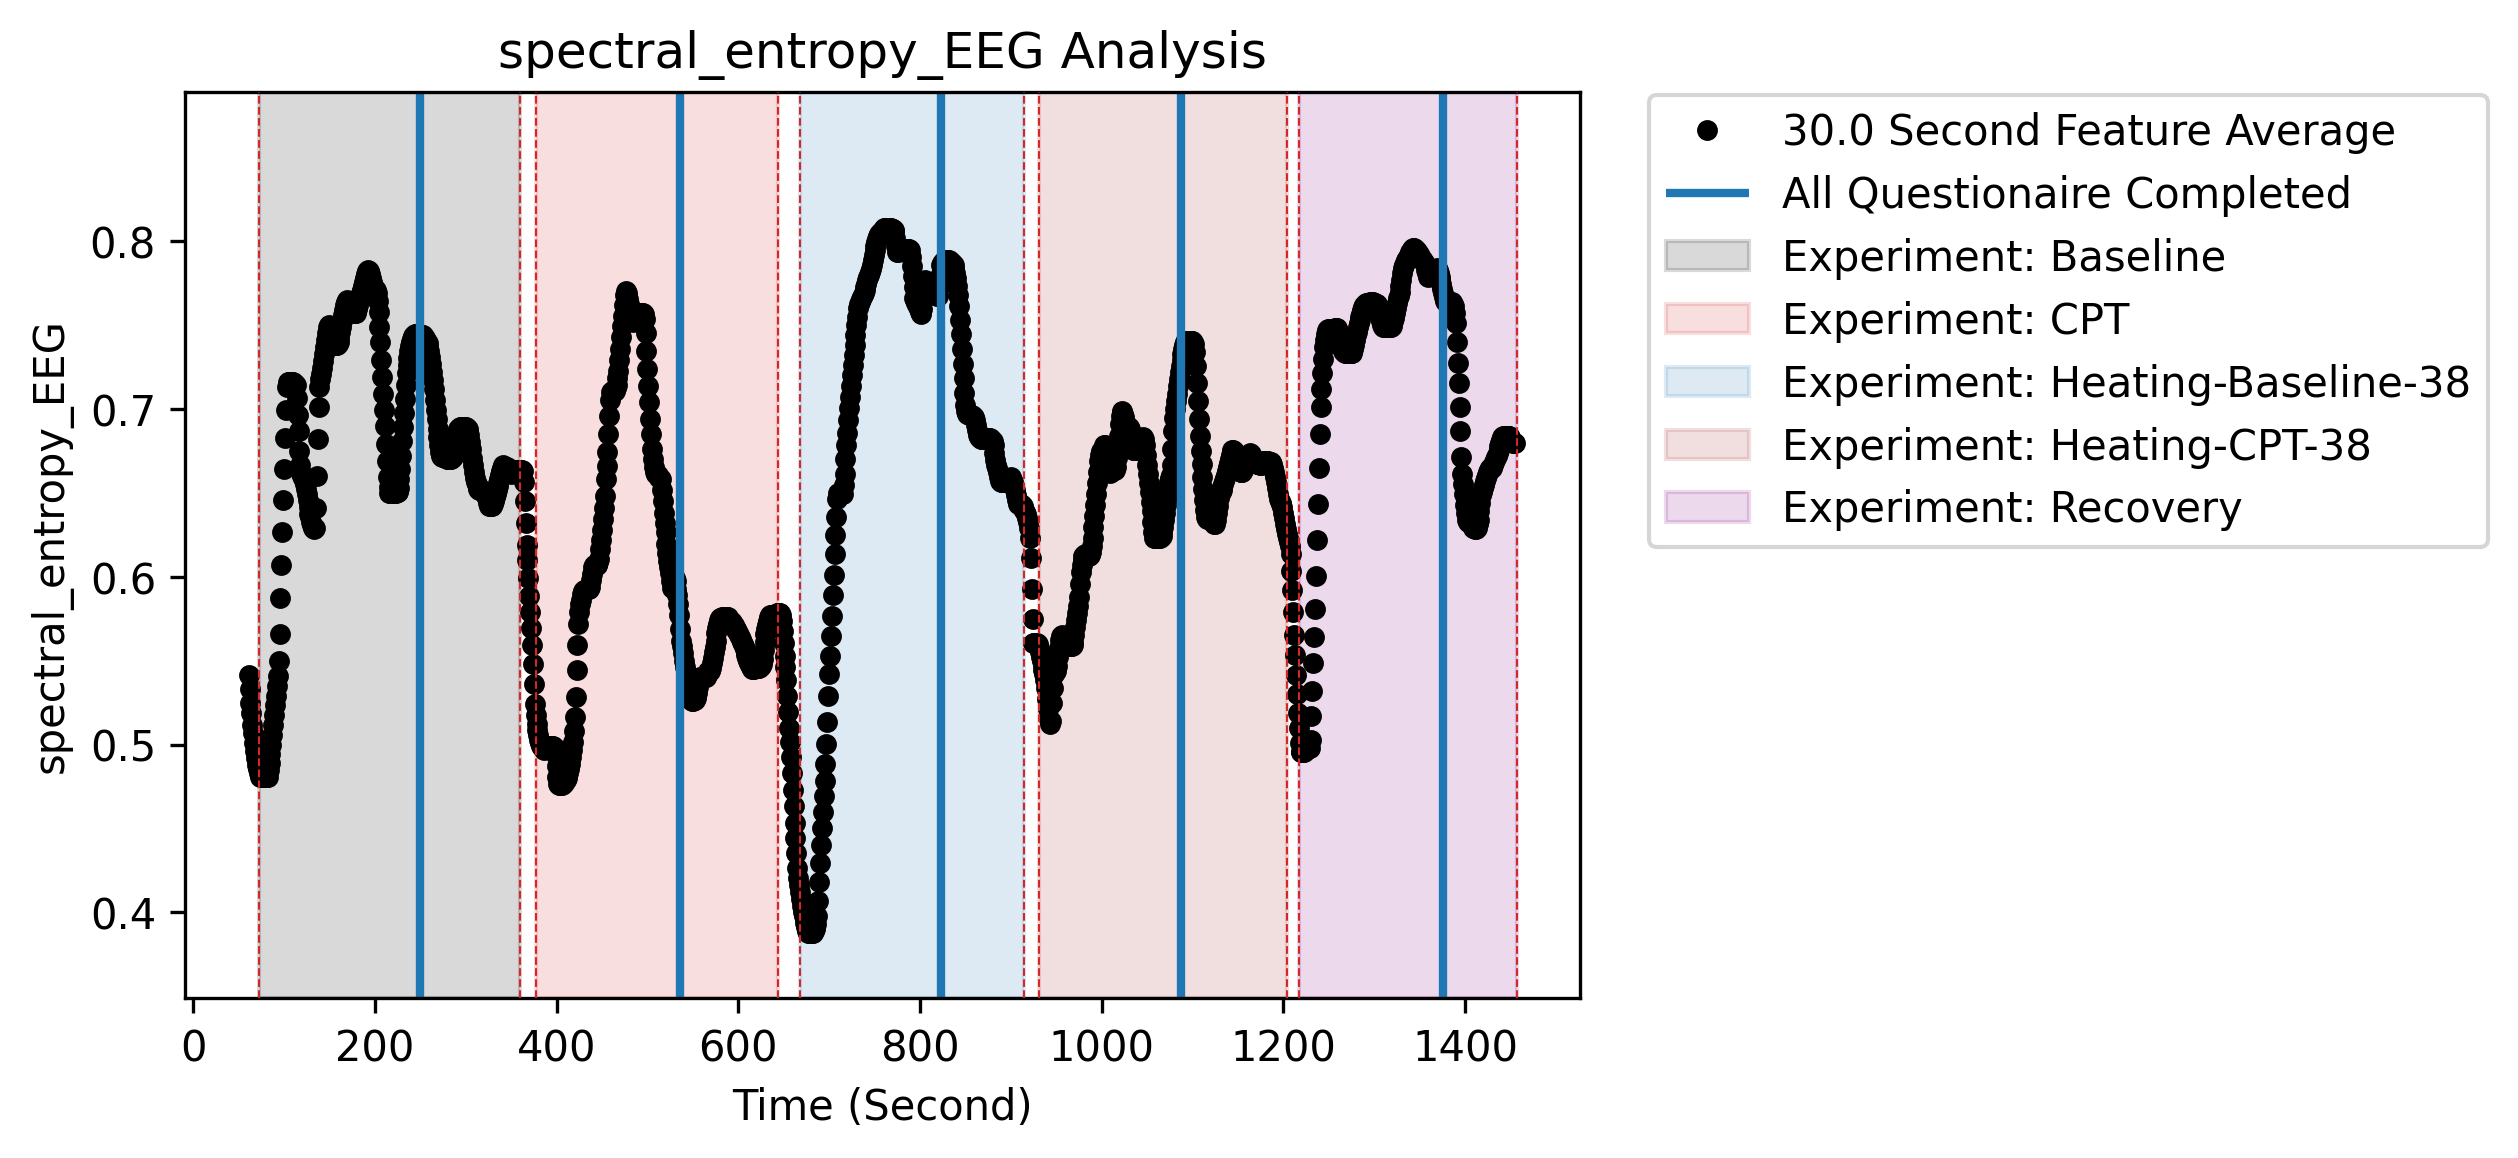 spectral_entropy_EEG Analysis
spectral_entropy_EEG
0.8
0.7
0.6
0.5
0.4
0
200
400
600
800
1000
1200
1400
Time (Second)
30.0 Second Feature Average
All Questionaire Completed
Experiment: Baseline
Experiment: CPT
Experiment: Heating-Baseline-38
Experiment: Heating-CPT-38
Experiment: Recovery